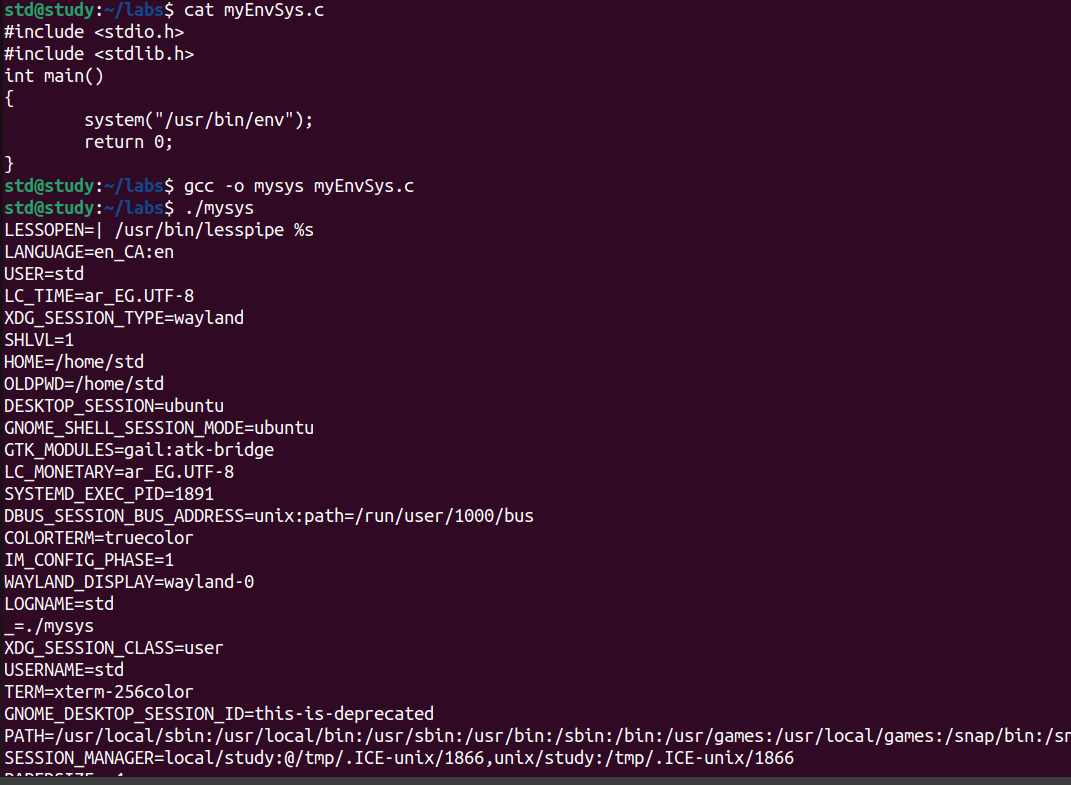 std@study:~/labs$ cat myEnvSys.c
#include <stdio.h>
#include <stdlib.h>
int main()
{
        system("/usr/bin/env");
        return 0;
}
std@study:~/labs$ gcc -o mysys myEnvSys.c
std@study:~/labs$ ./mysys
LESSOPEN=| /usr/bin/lesspipe %s
LANGUAGE=en_CA:en
USER=std
LC_TIME=ar_EG.UTF-8
XDG_SESSION_TYPE=wayland
SHLVL=1
HOME=/home/std
OLDPWD=/home/std
DESKTOP_SESSION=ubuntu
GNOME_SHELL_SESSION_MODE=ubuntu
GTK_MODULES=gail:atk-bridge
LC_MONETARY=ar_EG.UTF-8
SYSTEMD_EXEC_PID=1891
DBUS_SESSION_BUS_ADDRESS=unix:path=/run/user/1000/bus
COLORTERM=truecolor
IM_CONFIG_PHASE=1
WAYLAND_DISPLAY=wayland-0
LOGNAME=std
_=./mysys
XDG_SESSION_CLASS=user
USERNAME=std
TERM=xterm-256color
GNOME_DESKTOP_SESSION_ID=this-is-deprecated
PATH=/usr/local/sbin:/usr/local/bin:/usr/sbin:/usr/bin:/sbin:/bin:/usr/games:/usr/local/games:/snap/bin:/sn
SESSION_MANAGER=local/study:@/tmp/.ICE-unix/1866,unix/study:/tmp/.ICE-unix/1866